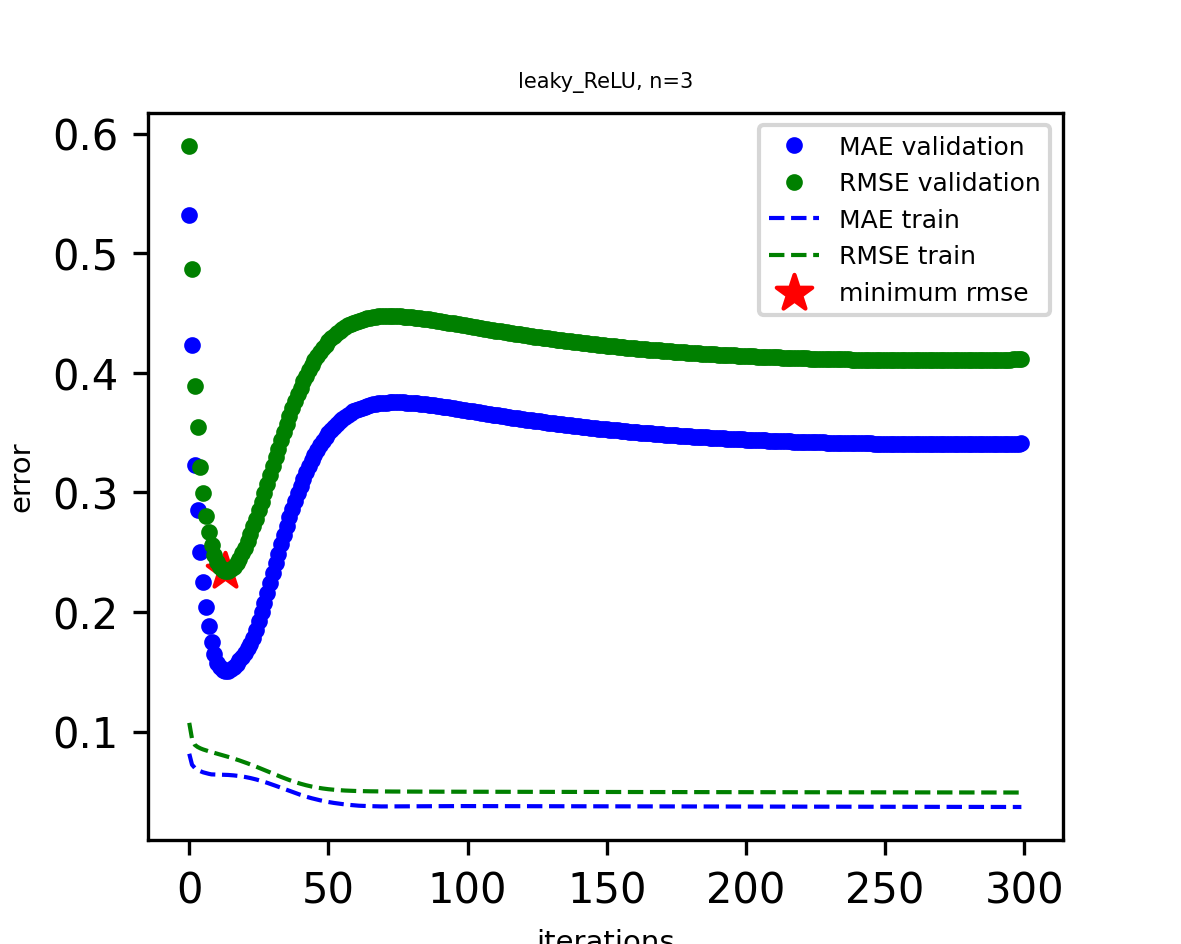 leaky_ReLU, n=3
0.6
0.5
0.4
0.3
0.2
0.1
error
MAE validation
RMSE validation
MAE train
RMSE train
minimum rmse
0 50 100 150 200 250 300
iterations